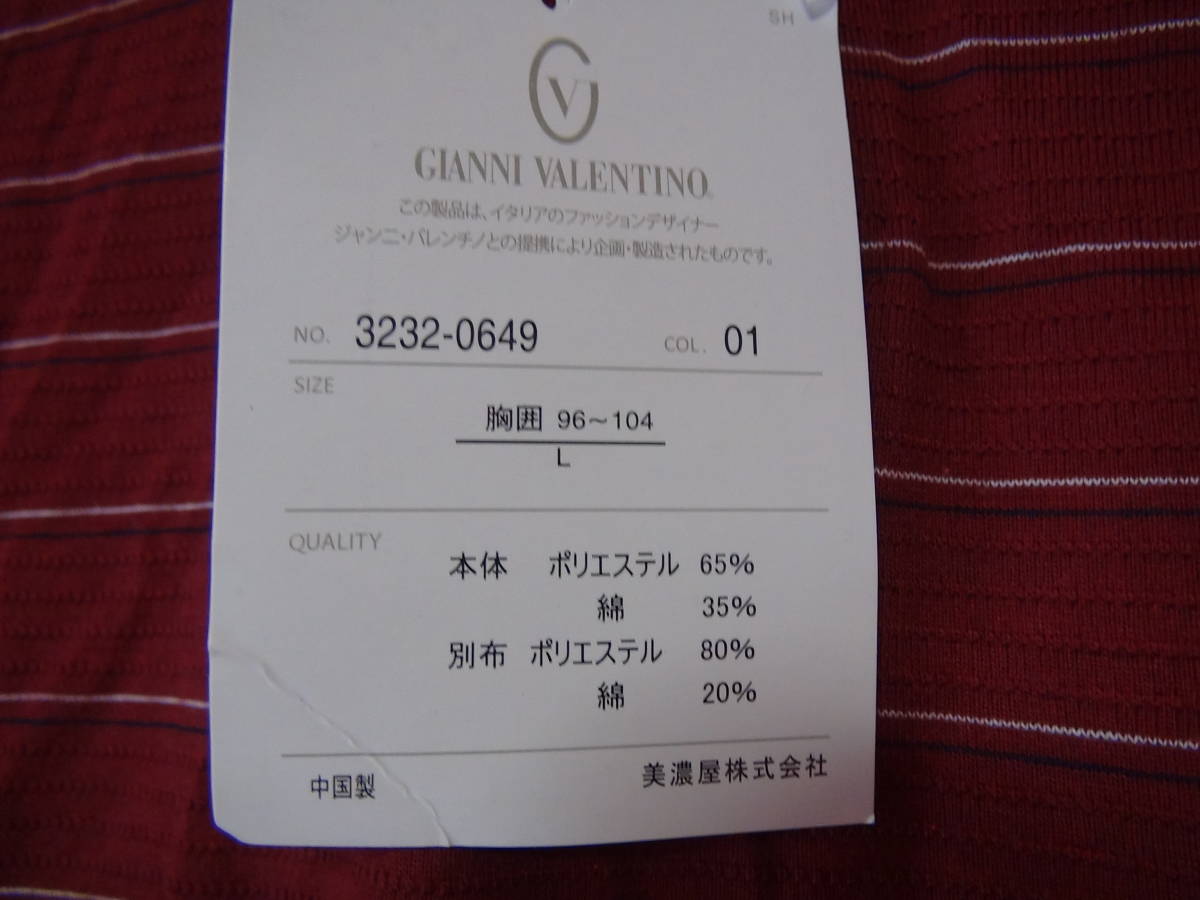 SH
GV
GIANNI VALENTINO
この製品は、イタリアのファッションデザイナー
ジャンニ・バレンチノとの提携により企画・製造されたものです。
NO. 3232-0649 COL. 01
SIZE
胸囲 96~104
L
QUALITY
本体 ポリエステル 65%
綿 35%
別布 ポリエステル 80%
綿 20%
中国製 美濃屋株式会社